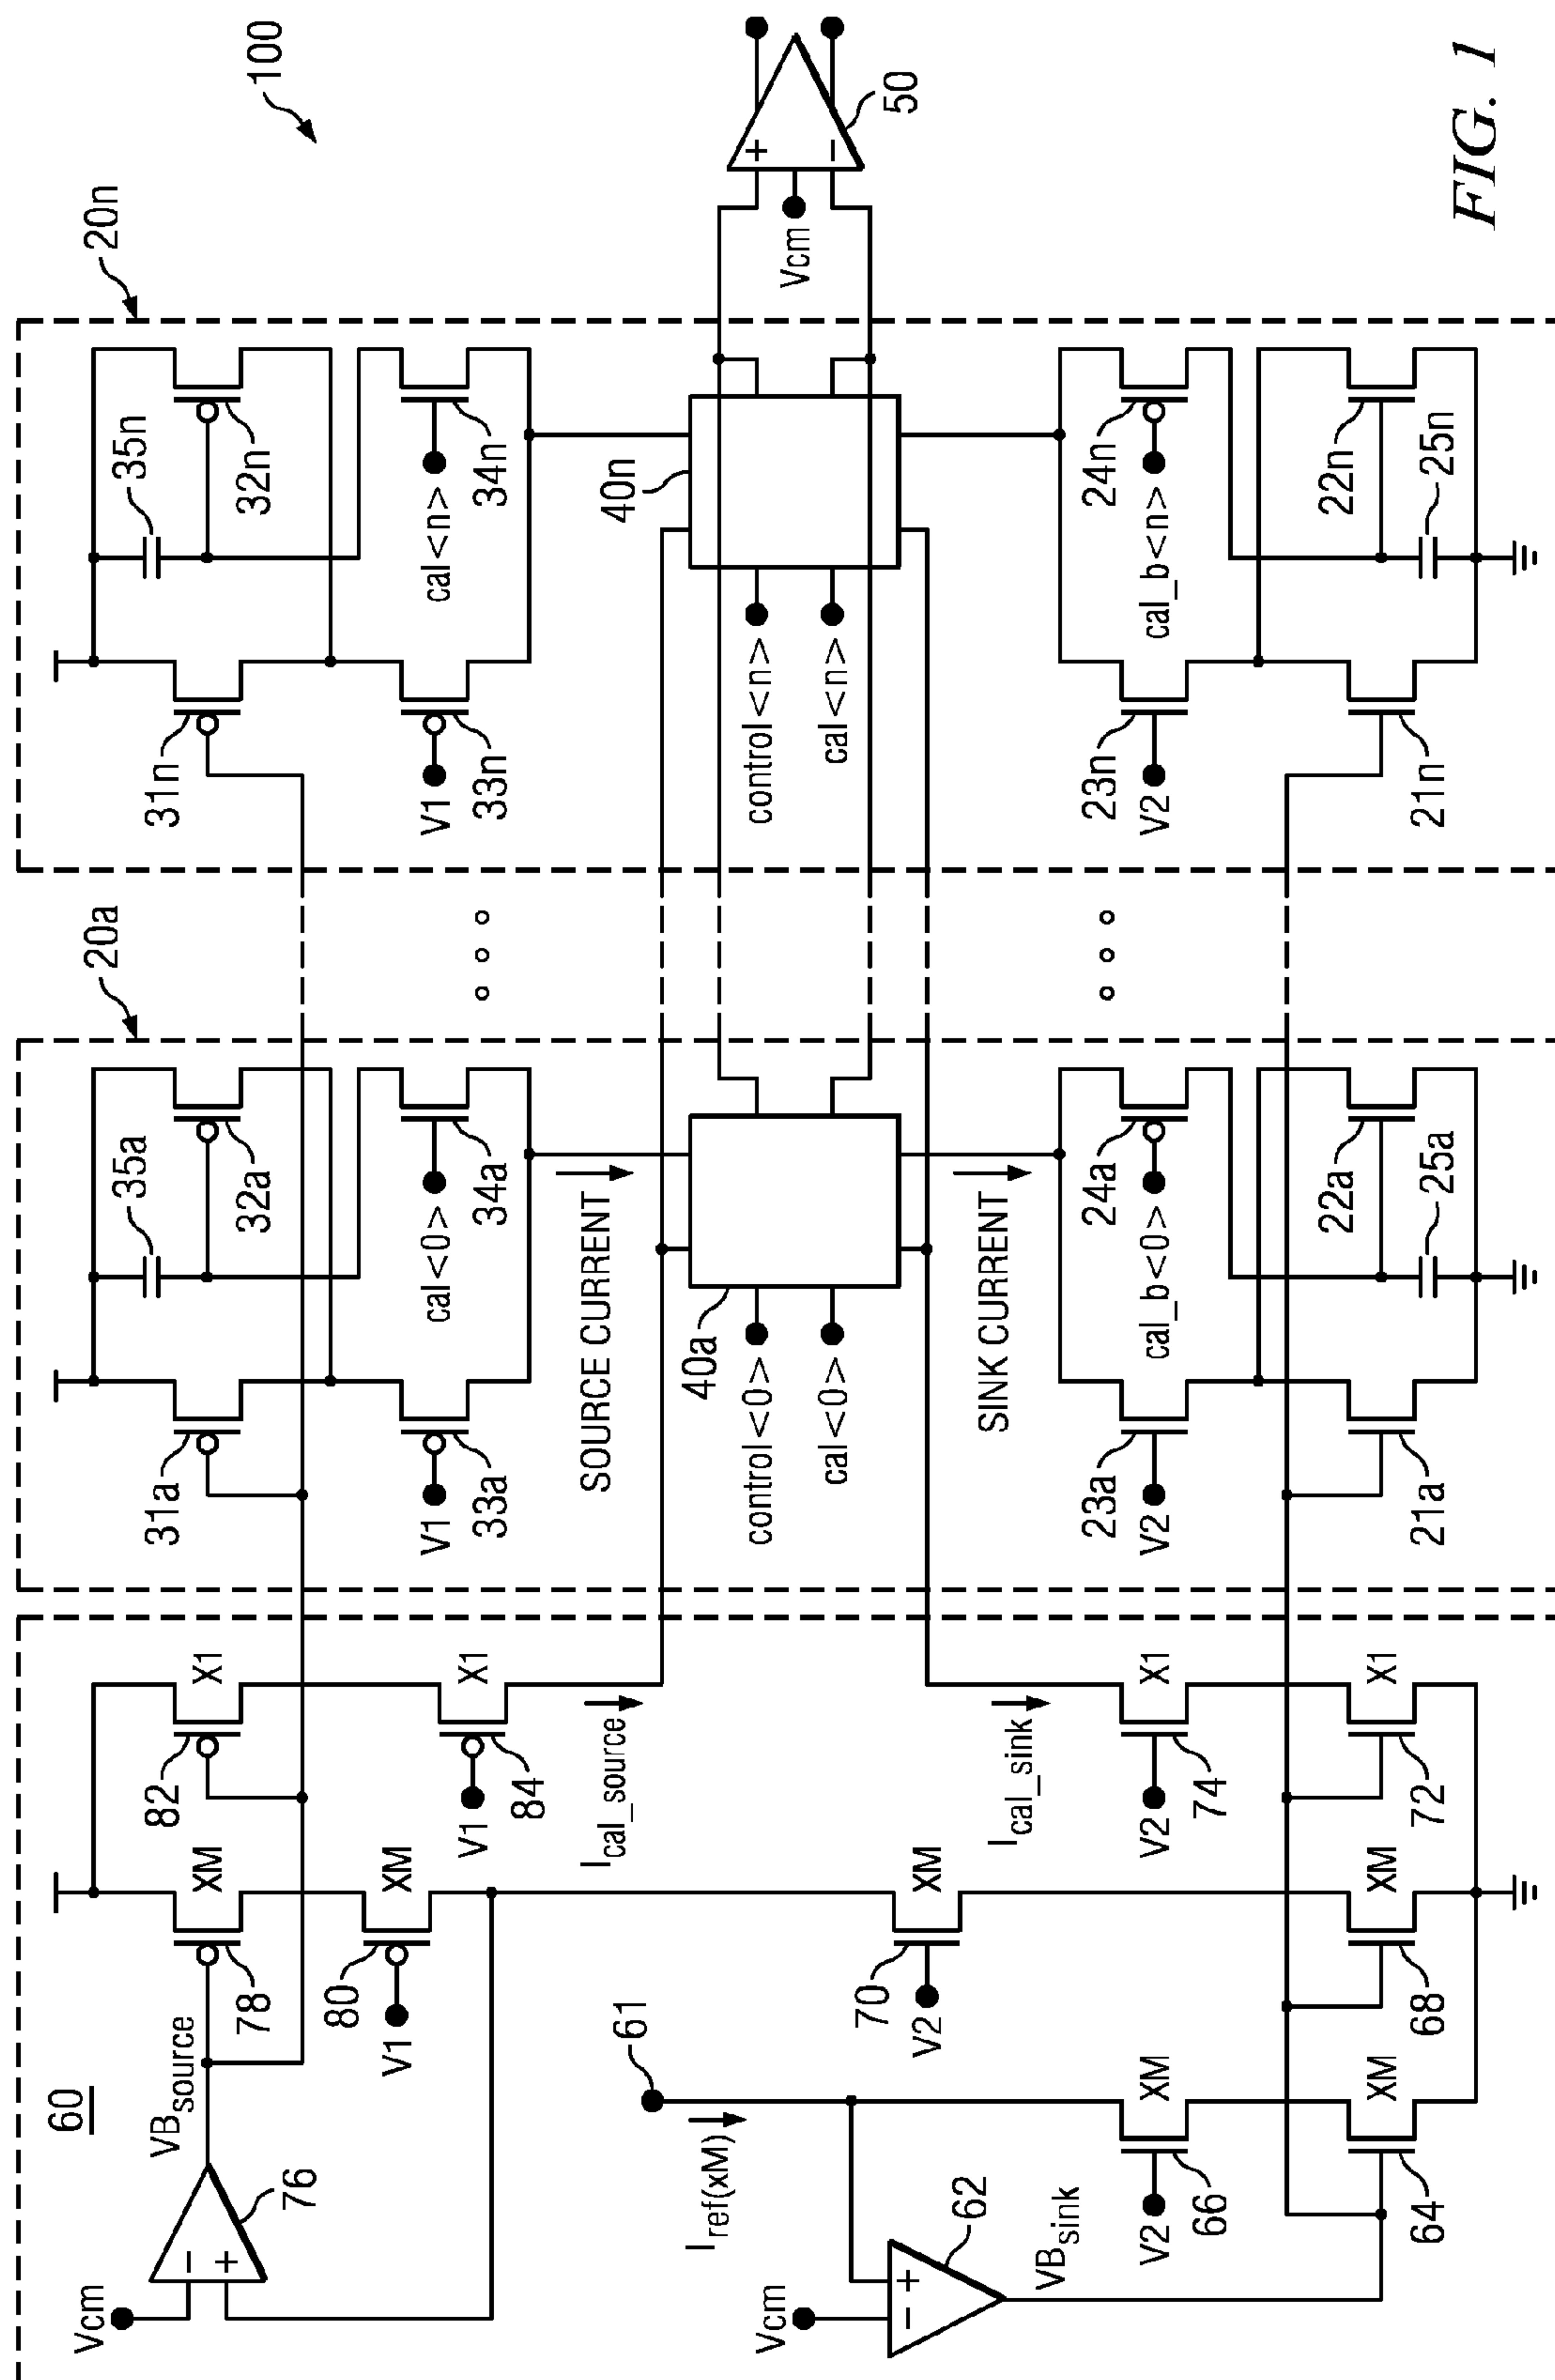 100
20n
20a
60
35n
32n
31n
cal<n>
34n
V1
33n
40n
control<n>
cal<n>
Vcm
+
−
50
24n
cal_b<n>
23n
V2
22n
25n
21n
35a
32a
31a
cal<0>
34a
V1
33a
SOURCE CURRENT
40a
control<0>
cal<0>
SINK CURRENT
24a
cal_b<0>
23a
V2
22a
25a
21a
X1
82
X1
84
V1
Ical_source
Ical_sink
X1
74
V2
X1
72
XM
78
XM
80
V1
XM
70
V2
XM
68
VBsource
76
−
+
Vcm
61
Iref(xM)
XM
66
V2
XM
64
62
+
−
Vcm
VBsink
FIG. 1